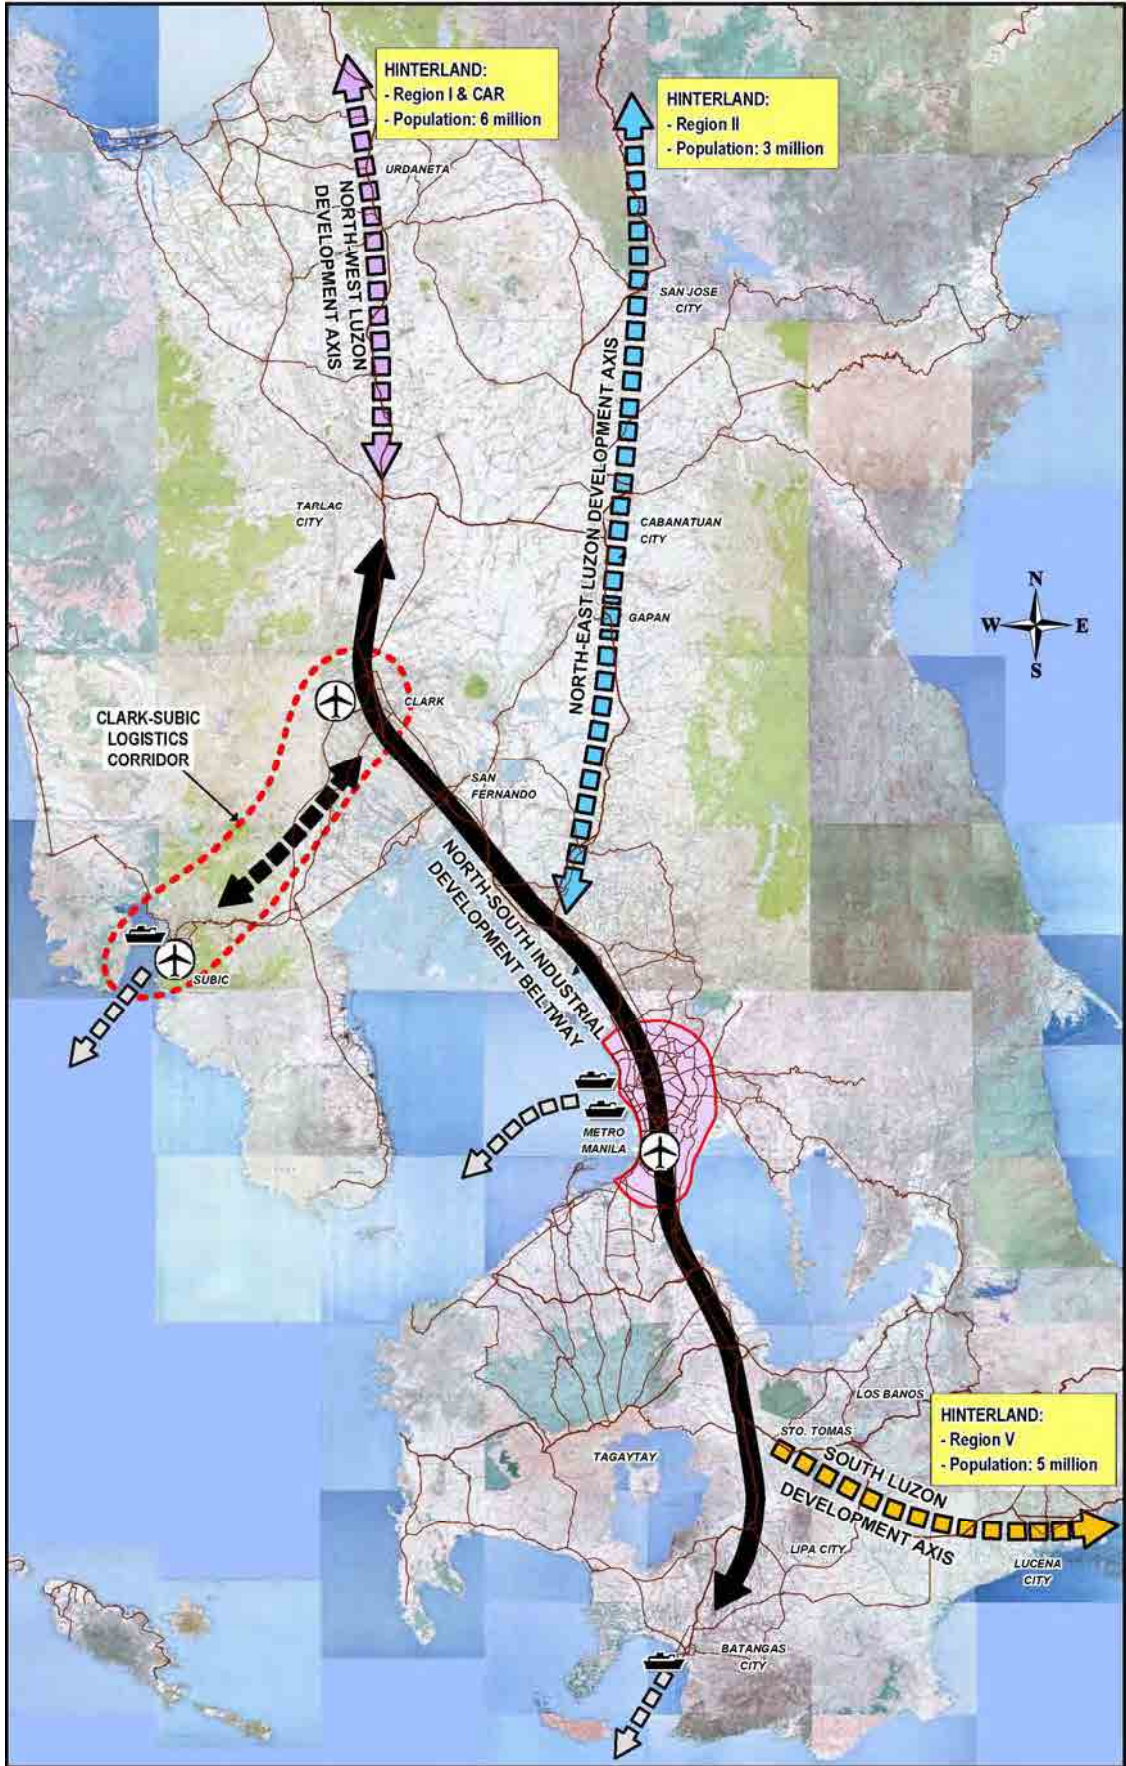 HINTERLAND:
- Region I & CAR
- Population: 6 million
HINTERLAND:
- Region II
- Population: 3 million
URDANETA
NORTH-WEST LUZON
DEVELOPMENT AXIS
SAN JOSE
CITY
NORTH-EAST LUZON DEVELOPMENT AXIS
TARLAC
CITY
CABANATUAN
CITY
GAPAN
N
W
E
S
CLARK
CLARK-SUBIC
LOGISTICS
CORRIDOR
SAN
FERNANDO
NORTH-SOUTH INDUSTRIAL
DEVELOPMENT BELTWAY
SUBIC
METRO
MANILA
LOS BANOS
HINTERLAND:
- Region V
- Population: 5 million
STO. TOMAS
TAGAYTAY
SOUTH LUZON
DEVELOPMENT AXIS
LIPA CITY
LUCENA
CITY
BATANGAS
CITY